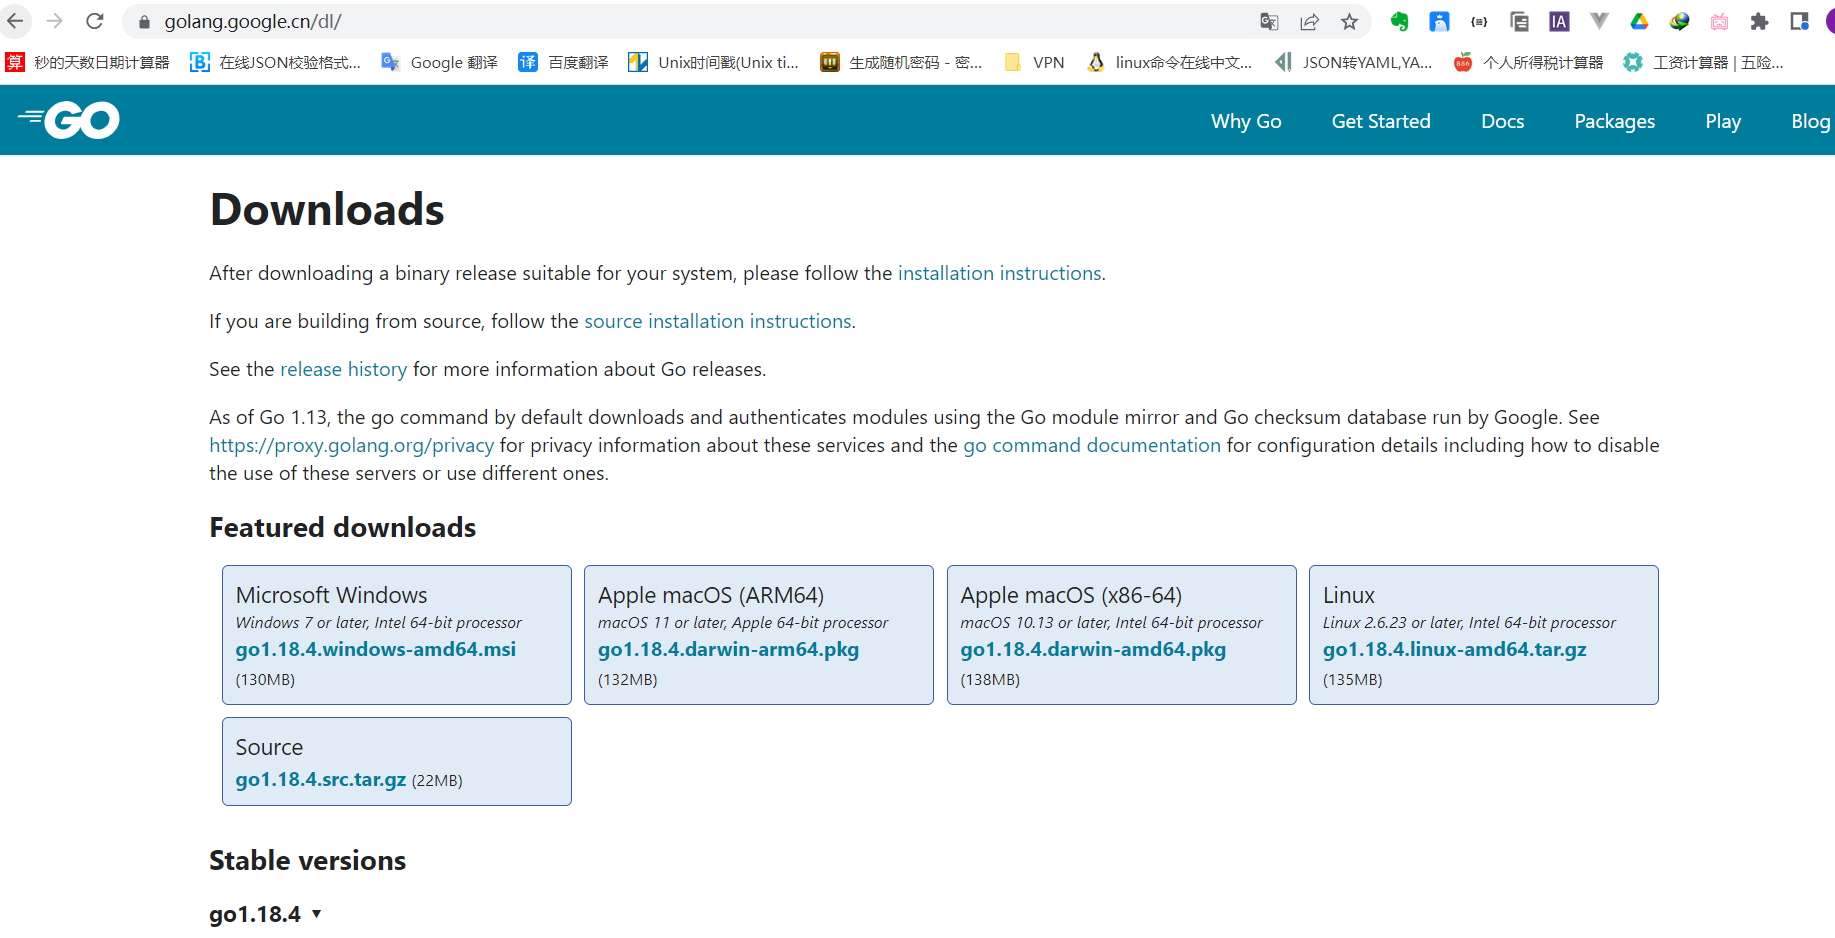 golang.google.cn/dl/
算 秒的天数日期计算器 在线JSON校验格式... Google 翻译 译 百度翻译 Unix时间戳(Unix ti... 生成随机密码 - 密... VPN linux命令在线中文... JSON转YAML,YA... 个人所得税计算器 工资计算器 | 五险...
GO Why Go Get Started Docs Packages Play Blog
Downloads
After downloading a binary release suitable for your system, please follow the installation instructions.
If you are building from source, follow the source installation instructions.
See the release history for more information about Go releases.
As of Go 1.13, the go command by default downloads and authenticates modules using the Go module mirror and Go checksum database run by Google. See
https://proxy.golang.org/privacy for privacy information about these services and the go command documentation for configuration details including how to disable
the use of these servers or use different ones.
Featured downloads
Microsoft Windows
Windows 7 or later, Intel 64-bit processor
go1.18.4.windows-amd64.msi
(130MB)
Apple macOS (ARM64)
macOS 11 or later, Apple 64-bit processor
go1.18.4.darwin-arm64.pkg
(132MB)
Apple macOS (x86-64)
macOS 10.13 or later, Intel 64-bit processor
go1.18.4.darwin-amd64.pkg
(138MB)
Linux
Linux 2.6.23 or later, Intel 64-bit processor
go1.18.4.linux-amd64.tar.gz
(135MB)
Source
go1.18.4.src.tar.gz (22MB)
Stable versions
go1.18.4 ▼